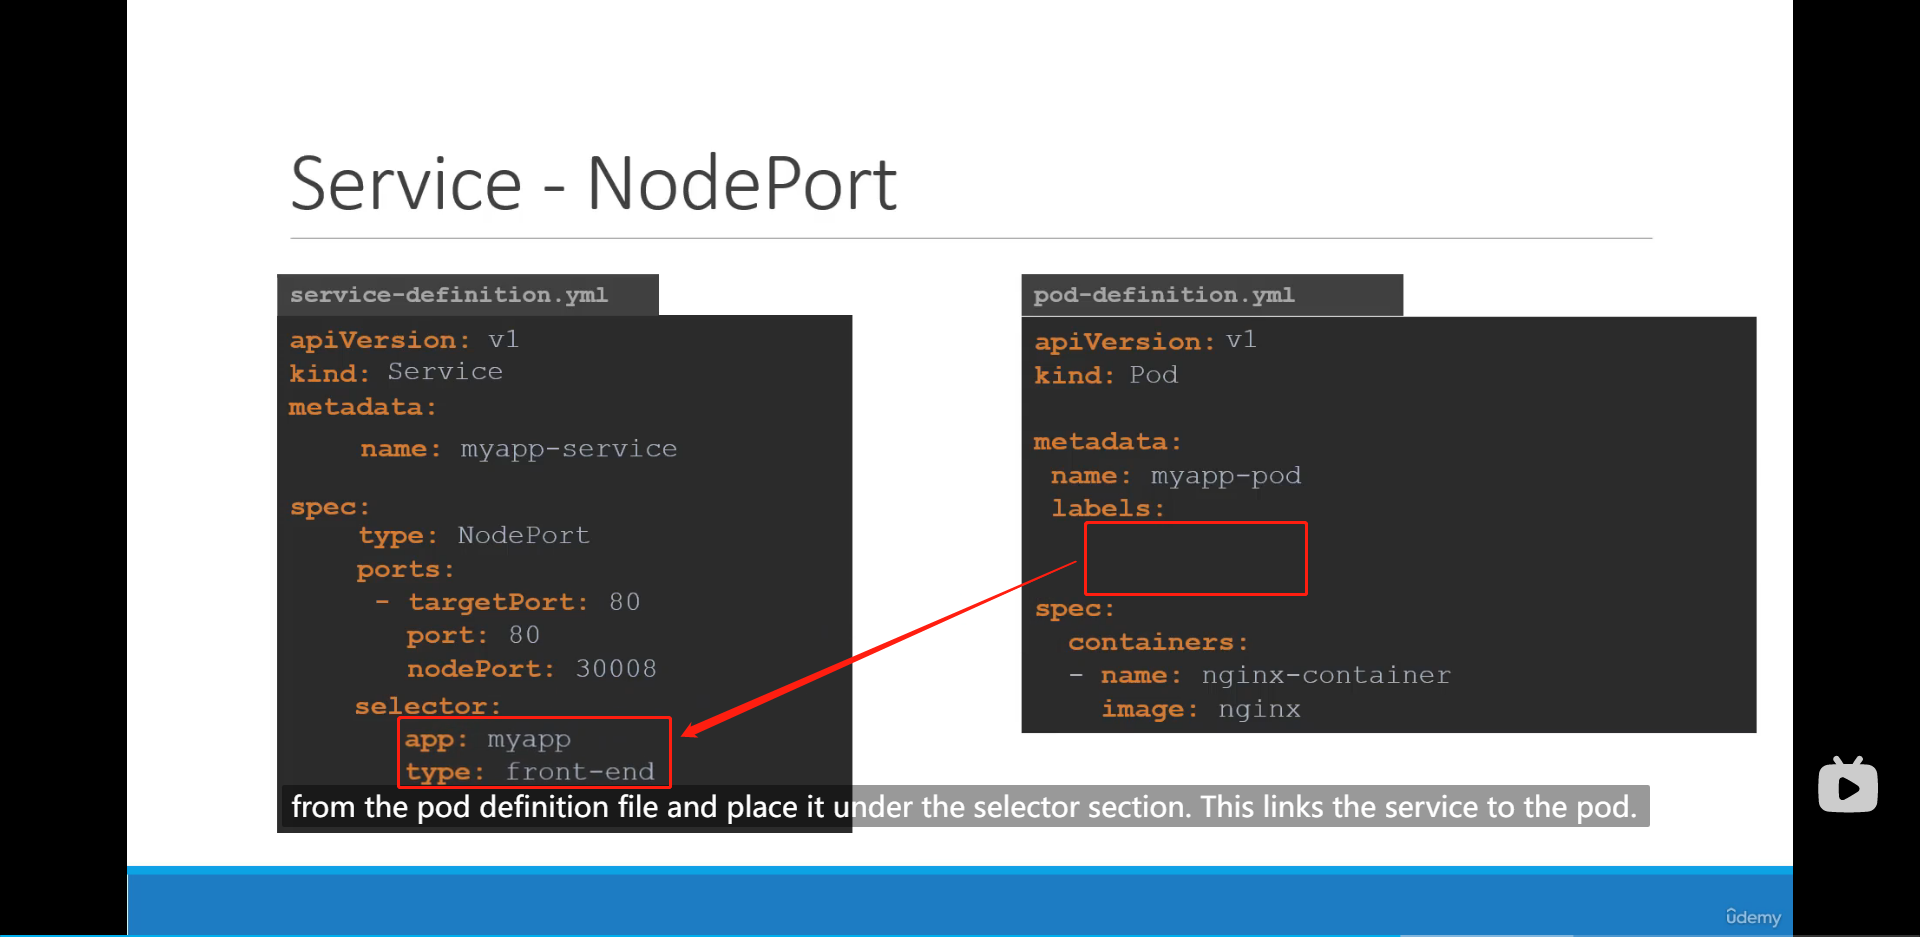 Service - NodePort
service-definition.yml
apiVersion: v1
kind: Service
metadata:
name: myapp-service
spec:
type: NodePort
ports:
- targetPort: 80
port: 80
nodePort: 30008
selector:
app: myapp
type: front-end
pod-definition.yml
apiVersion: v1
kind: Pod
metadata:
name: myapp-pod
labels:
spec:
containers:
- name: nginx-container
image: nginx
from the pod definition file and place it under the selector section. This links the service to the pod.
ûdemy